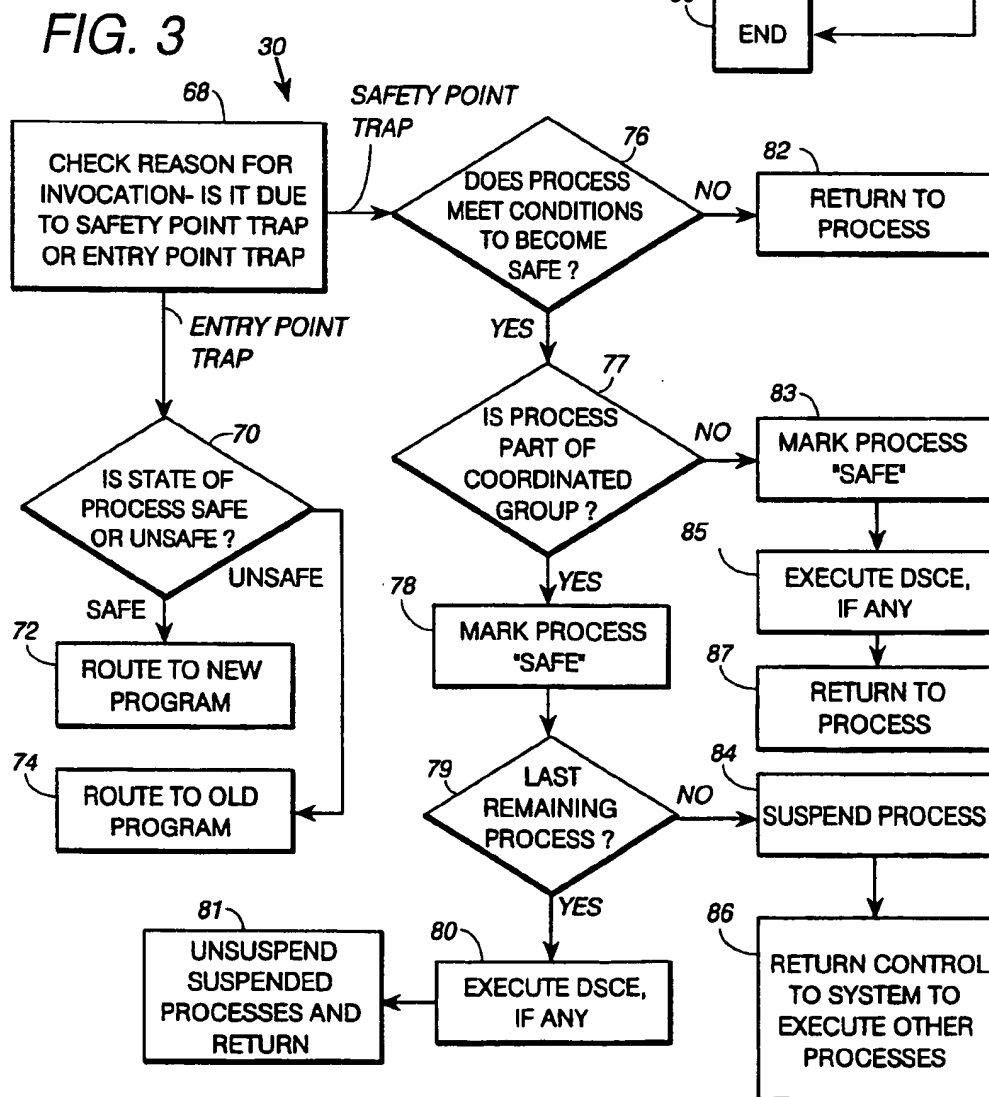 FIG. 3
30
END
68
SAFETY POINT
TRAP
CHECK REASON FOR
INVOCATION- IS IT DUE
TO SAFETY POINT TRAP
OR ENTRY POINT TRAP
76
DOES PROCESS
MEET CONDITIONS
TO BECOME
SAFE ?
NO
82
RETURN TO
PROCESS
YES
ENTRY POINT
TRAP
77
IS PROCESS
PART OF
COORDINATED
GROUP ?
NO
83
MARK PROCESS
"SAFE"
70
IS STATE OF
PROCESS SAFE
OR UNSAFE ?
UNSAFE
SAFE
85
EXECUTE DSCE,
IF ANY
YES
78
MARK PROCESS
"SAFE"
72
ROUTE TO NEW
PROGRAM
87
RETURN TO
PROCESS
74
ROUTE TO OLD
PROGRAM
79
LAST
REMAINING
PROCESS ?
NO
84
SUSPEND PROCESS
YES
81
UNSUSPEND
SUSPENDED
PROCESSES AND
RETURN
80
EXECUTE DSCE,
IF ANY
86
RETURN CONTROL
TO SYSTEM TO
EXECUTE OTHER
PROCESSES